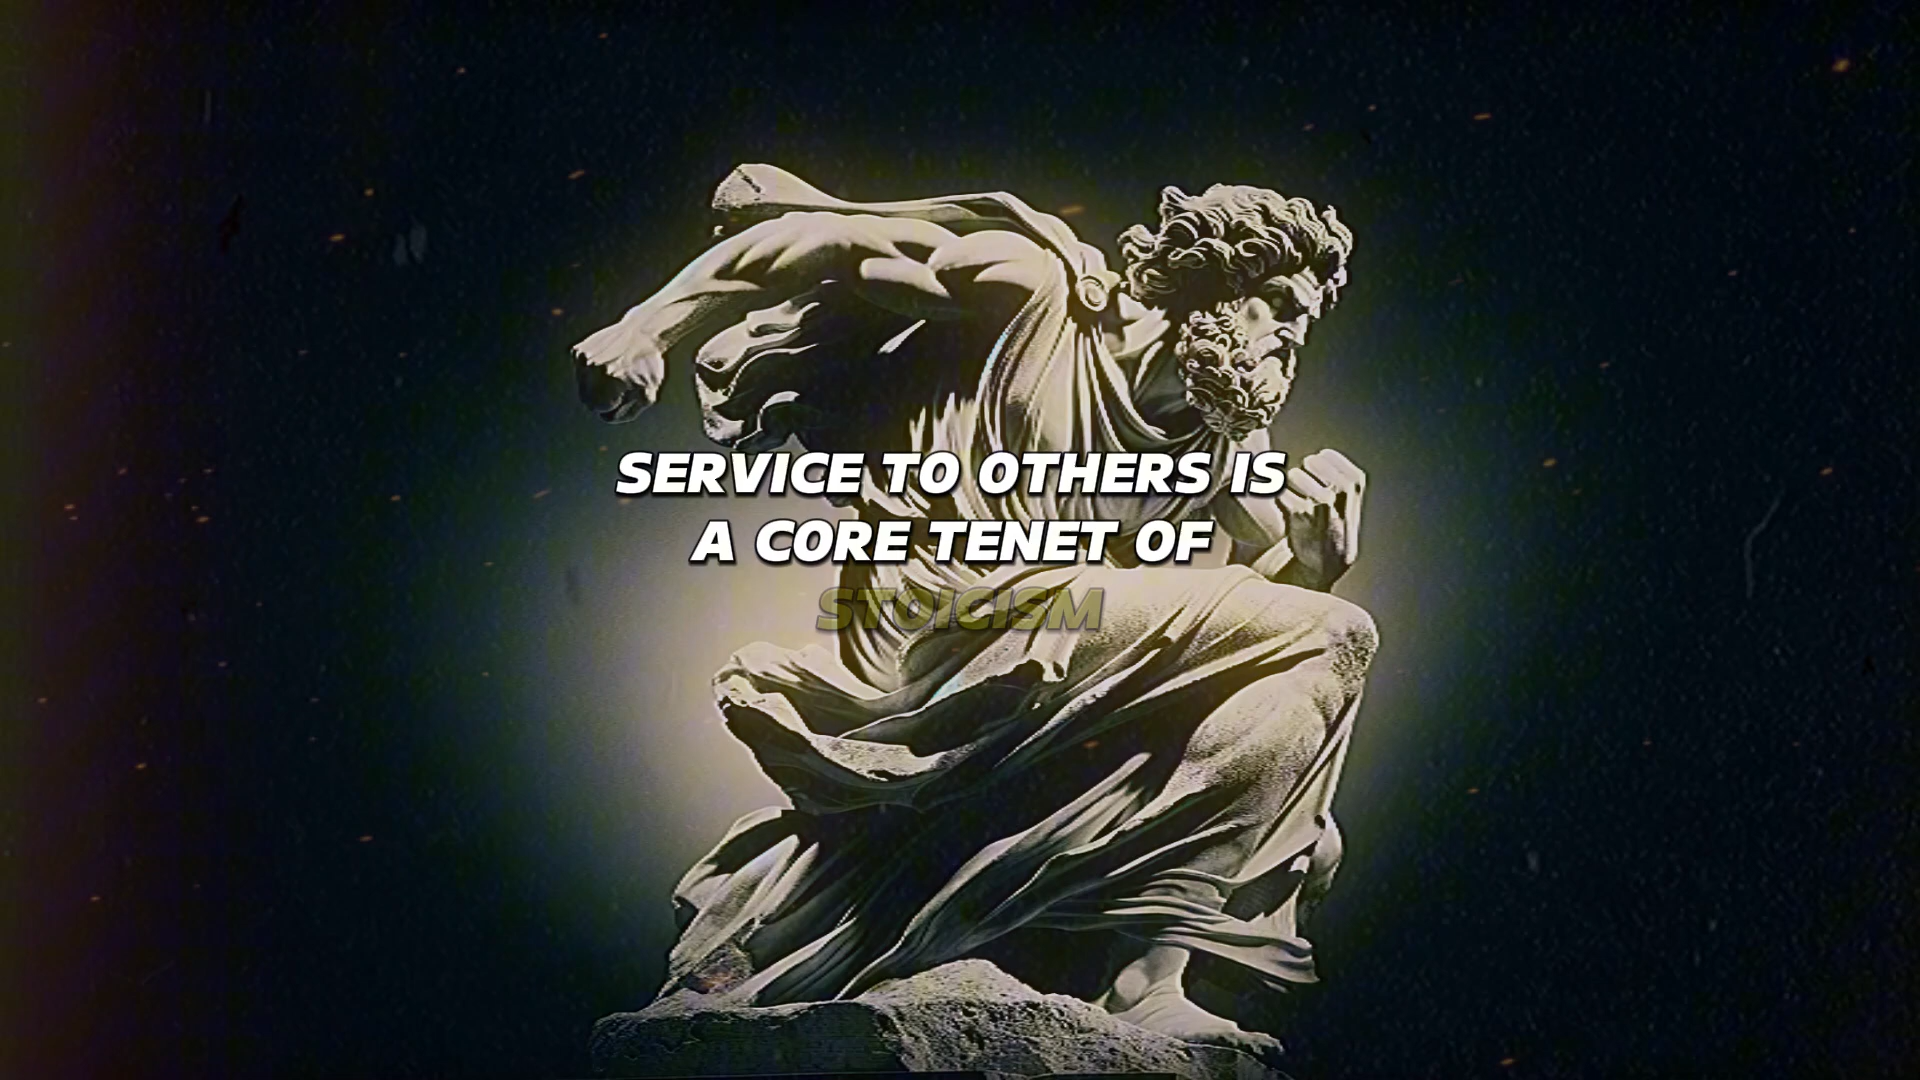 SERVICE TO OTHERS IS
A CORE TENET OF
STOICISM